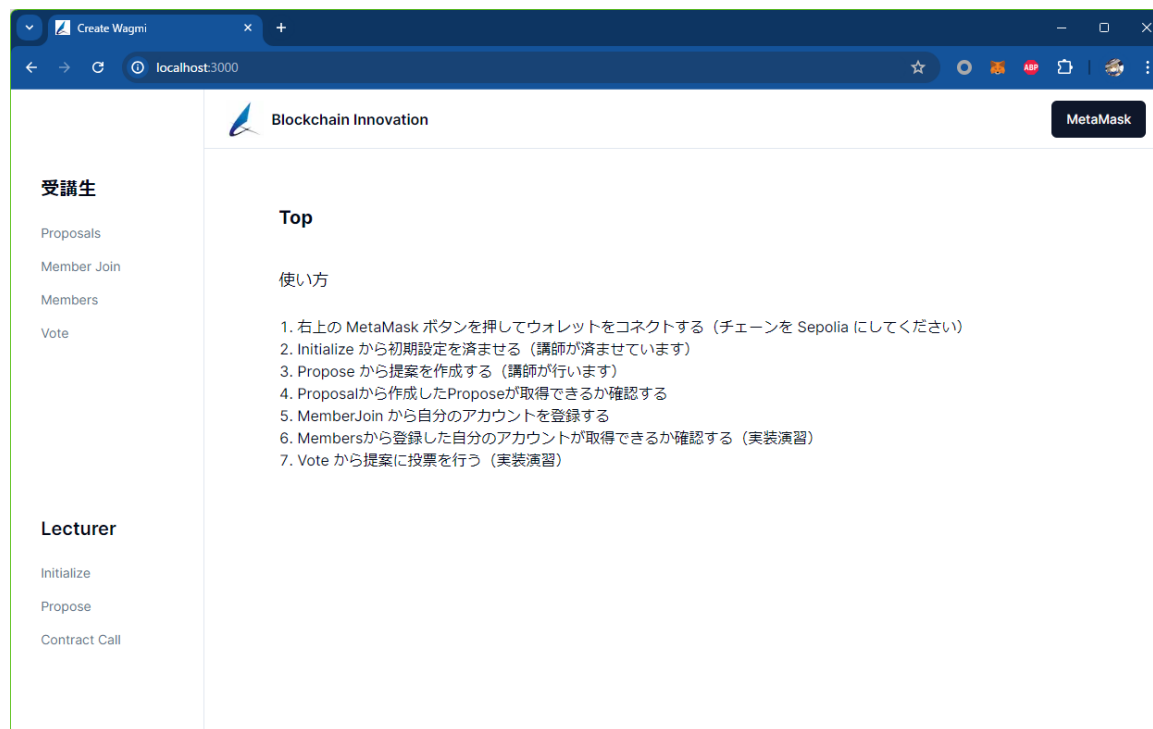 Create Wagmi
localhost:3000
ABP
Blockchain Innovation
MetaMask
受講生
Proposals
Member Join
Members
Vote
Lecturer
Initialize
Propose
Contract Call
Top
使い方
1. 右上の MetaMask ボタンを押してウォレットをコネクトする（チェーンを Sepolia にしてください）
2. Initialize から初期設定を済ませる（講師が済ませています）
3. Propose から提案を作成する（講師が行います）
4. Proposalから作成したProposeが取得できるか確認する
5. MemberJoin から自分のアカウントを登録する
6. Membersから登録した自分のアカウントが取得できるか確認する（実装演習）
7. Vote から提案に投票を行う（実装演習）